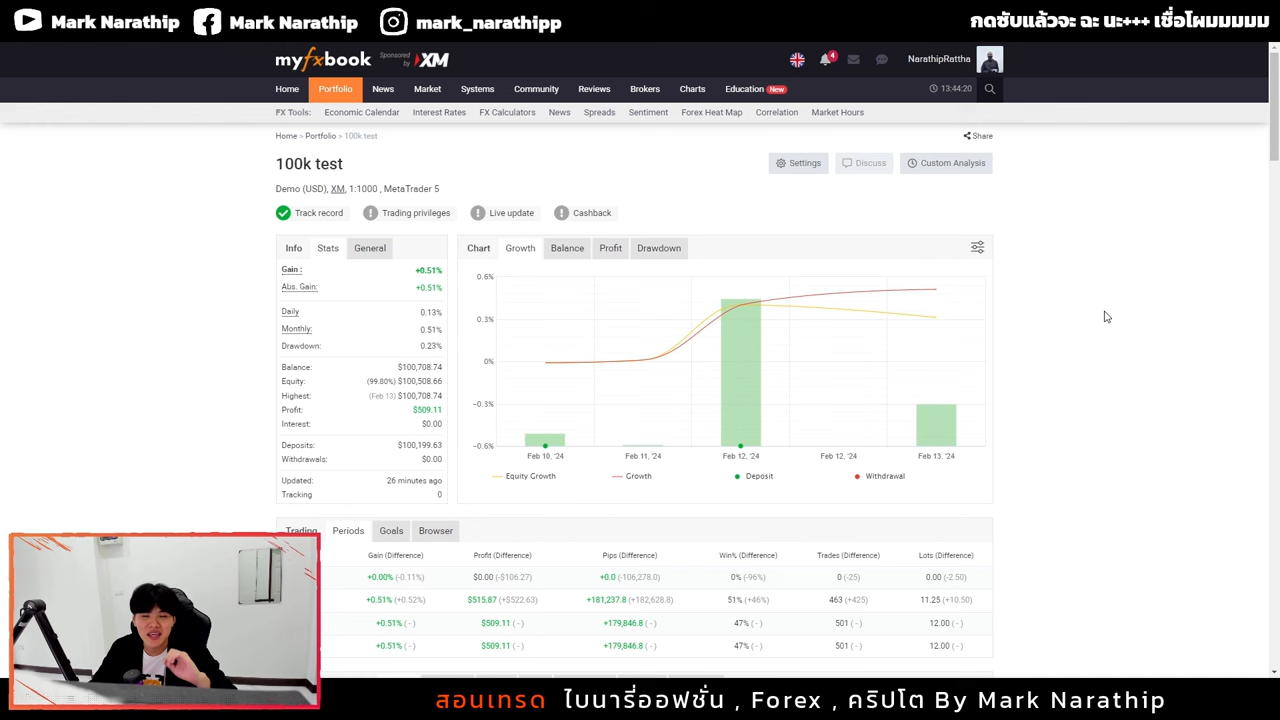 Mark Narathip Mark Narathip mark_narathipp กดซับแล้วจะ ฉะ นะ+++ เชื่อโผมมมมม
myfxbook Sponsored by XM 4 NarathipRattha
Home Portfolio News Market Systems Community Reviews Brokers Charts Education New 13:44:20
FX Tools: Economic Calendar Interest Rates FX Calculators News Spreads Sentiment Forex Heat Map Correlation Market Hours
Home > Portfolio > 100k test Share
100k test Settings Discuss Custom Analysis
Demo (USD), XM, 1:1000 , MetaTrader 5
Track record Trading privileges Live update Cashback
Info Stats General
Gain : +0.51%
Abs. Gain: +0.51%
Daily 0.13%
Monthly: 0.51%
Drawdown: 0.23%
Balance: $100,708.74
Equity: (99.80%) $100,508.66
Highest: (Feb 13) $100,708.74
Profit: $509.11
Interest: $0.00
Deposits: $100,199.63
Withdrawals: $0.00
Updated: 26 minutes ago
Tracking 0
Chart Growth Balance Profit Drawdown
0.6%
0.3%
0%
-0.3%
-0.6%
Feb 10, '24 Feb 11, '24 Feb 12, '24 Feb 12, '24 Feb 13, '24
Equity Growth Growth Deposit Withdrawal
Trading Periods Goals Browser
Gain (Difference) Profit (Difference) Pips (Difference) Win% (Difference) Trades (Difference) Lots (Difference)
+0.00% (-0.11%) $0.00 (-$106.27) +0.0 (-106,278.0) 0% (-96%) 0 (-25) 0.00 (-2.50)
+0.51% (+0.52%) $515.87 (+$522.63) +181,237.8 (+182,628.8) 51% (+46%) 463 (+425) 11.25 (+10.50)
+0.51% ( - ) $509.11 ( - ) +179,846.8 ( - ) 47% ( - ) 501 ( - ) 12.00 ( - )
+0.51% ( - ) $509.11 ( - ) +179,846.8 ( - ) 47% ( - ) 501 ( - ) 12.00 ( - )
สอนเทรด ไบนารี่ออฟชั่น , Forex , คริปโต By Mark Narathip